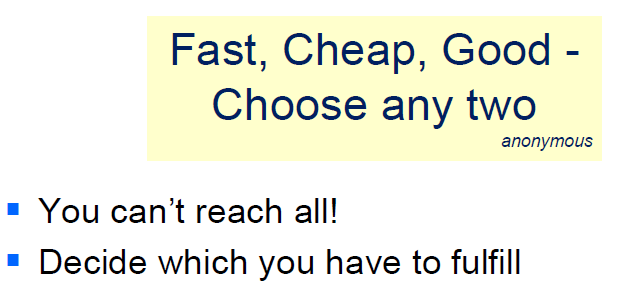 Fast, Cheap, Good -
Choose any two
anonymous
You can't reach all!
Decide which you have to fulfill